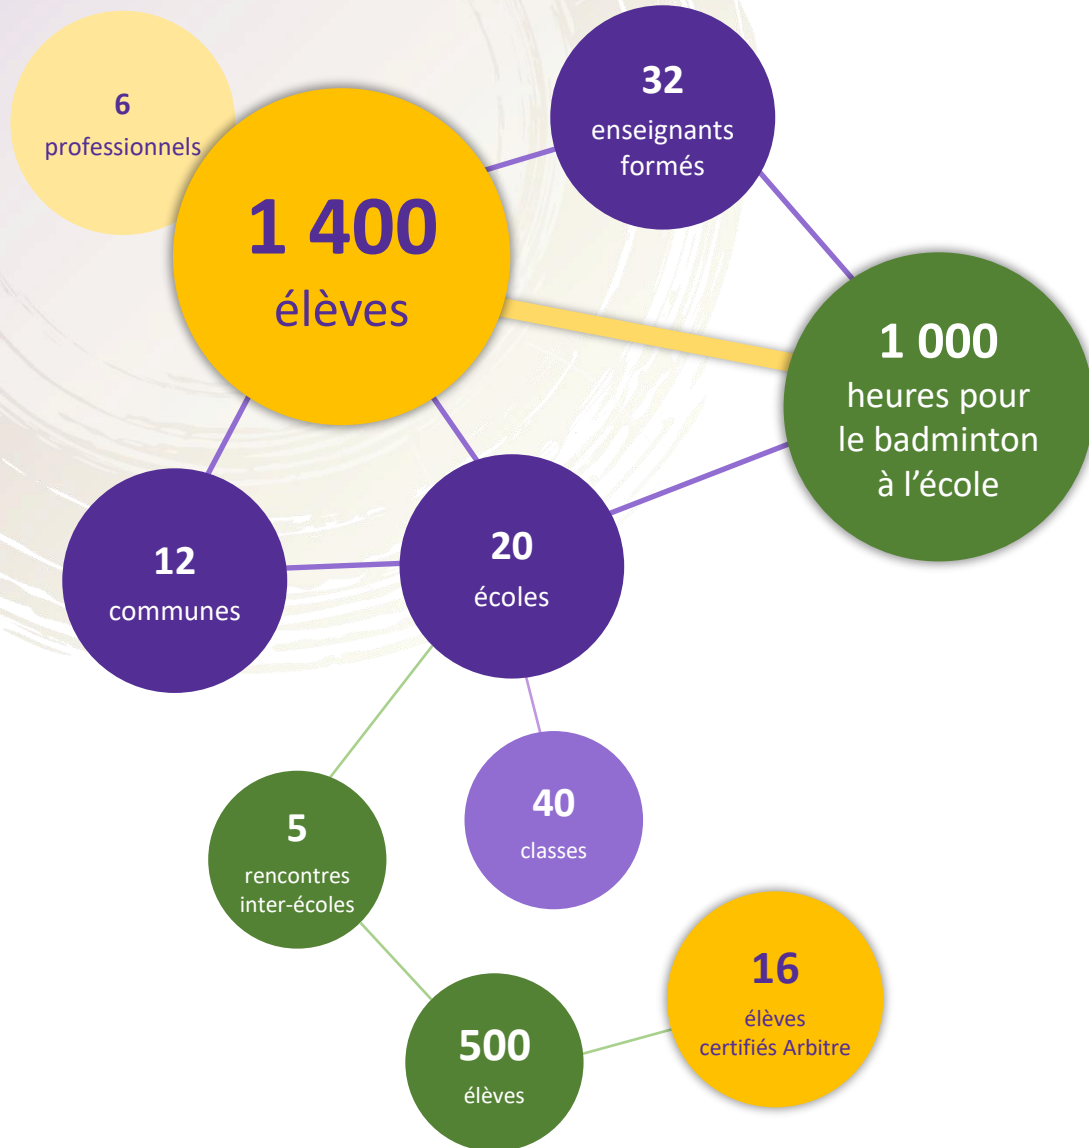 6
professionnels
32
enseignants
formés
1 400
élèves
1 000
heures pour
le badminton
à l’école
12
communes
20
écoles
5
rencontres
inter-écoles
40
classes
500
élèves
16
élèves
certifiés Arbitre